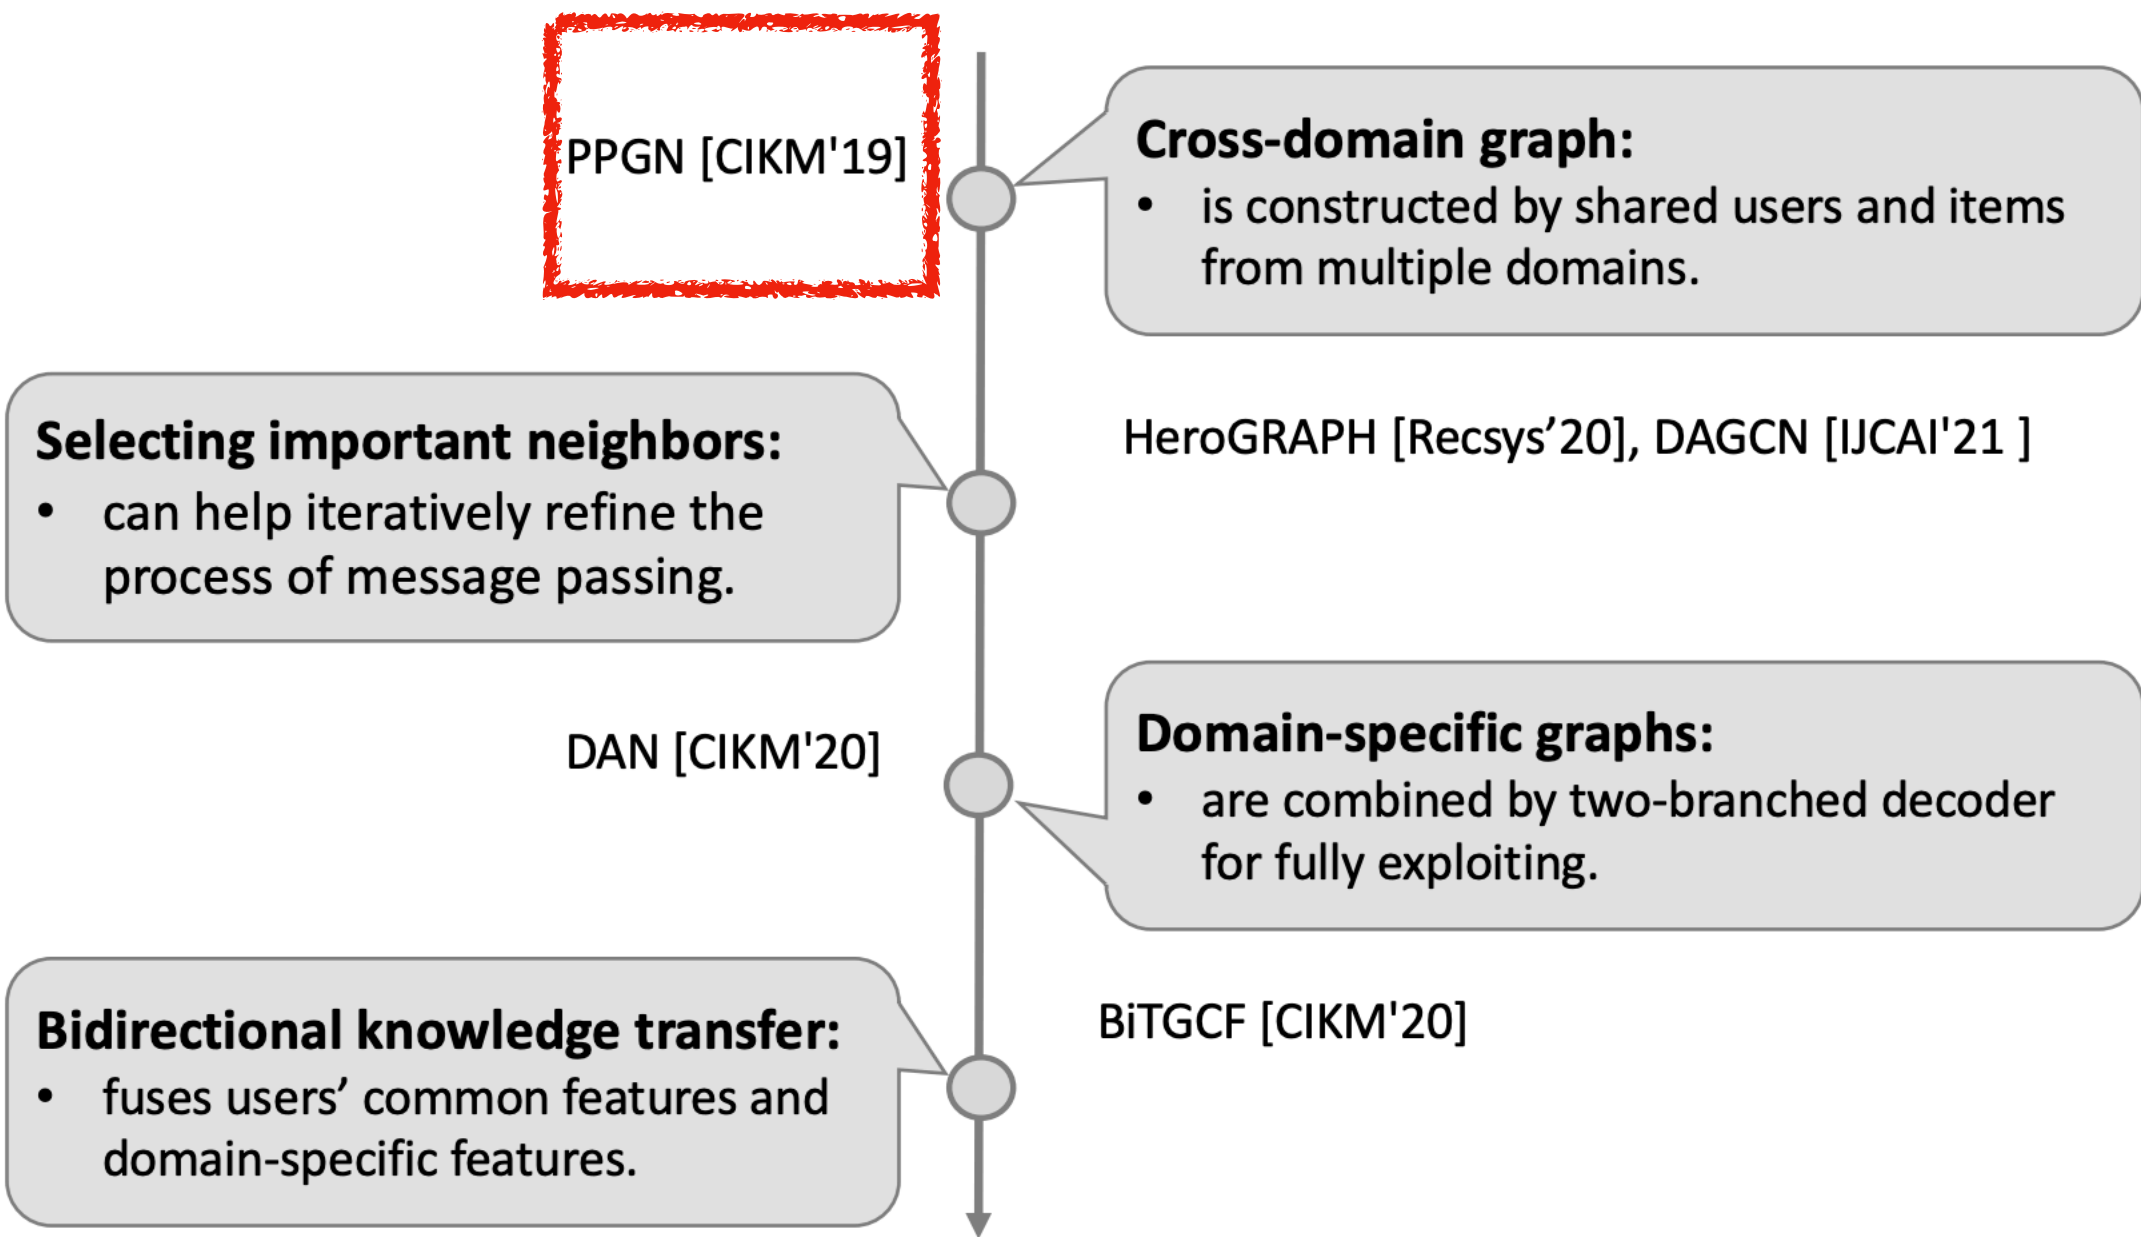 PPGN [CIKM'19]
Cross-domain graph:
• is constructed by shared users and items
from multiple domains.
Selecting important neighbors:
• can help iteratively refine the
process of message passing.
HeroGRAPH [Recsys’20], DAGCN [IJCAI'21 ]
DAN [CIKM'20]
Domain-specific graphs:
• are combined by two-branched decoder
for fully exploiting.
Bidirectional knowledge transfer:
• fuses users’ common features and
domain-specific features.
BiTGCF [CIKM'20]